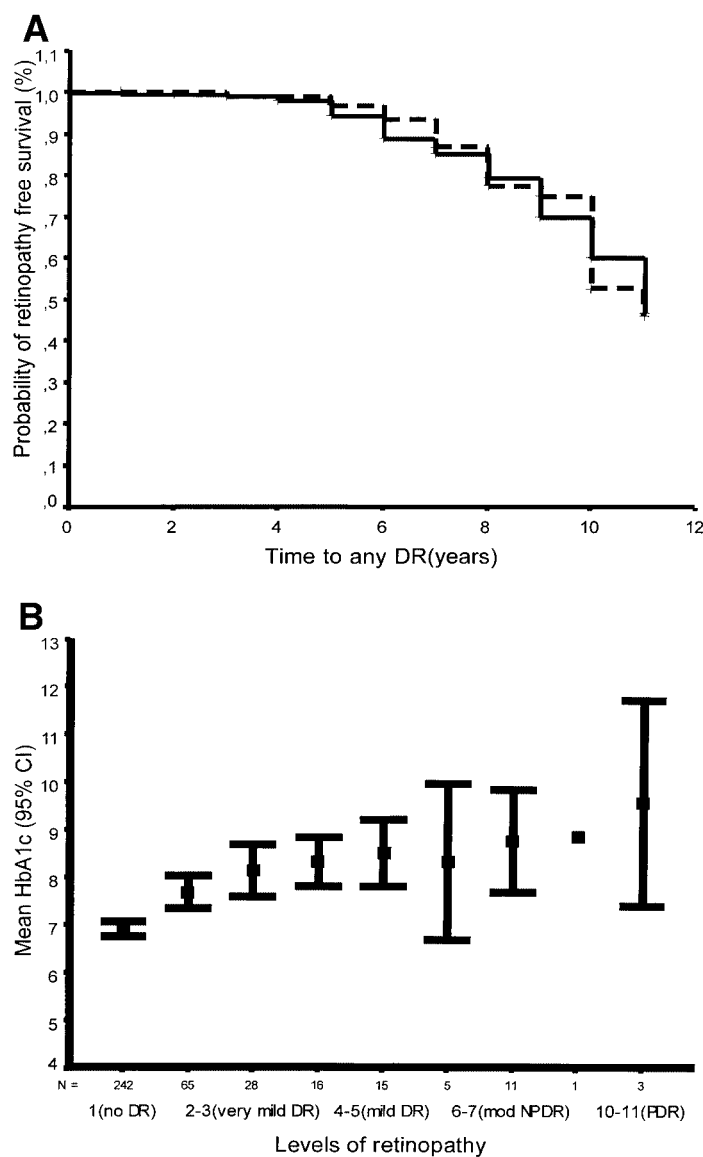 A
Probability of retinopathy free survival (%)
1,1
1,0
,9
,8
,7
,6
,5
,4
,3
,2
,1
,0
0 2 4 6 8 10 12
Time to any DR(years)
B
Mean HbA1c (95% CI)
13
12
11
10
9
8
7
6
5
4
N = 242 65 28 16 15 5 11 1 3
1(no DR) 2-3(very mild DR) 4-5(mild DR) 6-7(mod NPDR) 10-11(PDR)
Levels of retinopathy